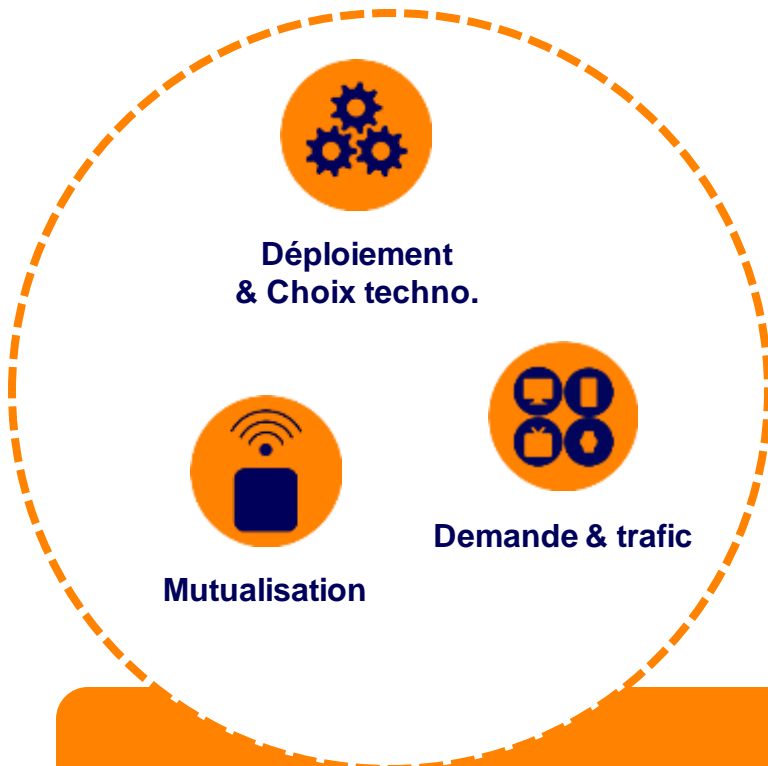 Déploiement
& Choix techno.
Demande & trafic
Mutualisation